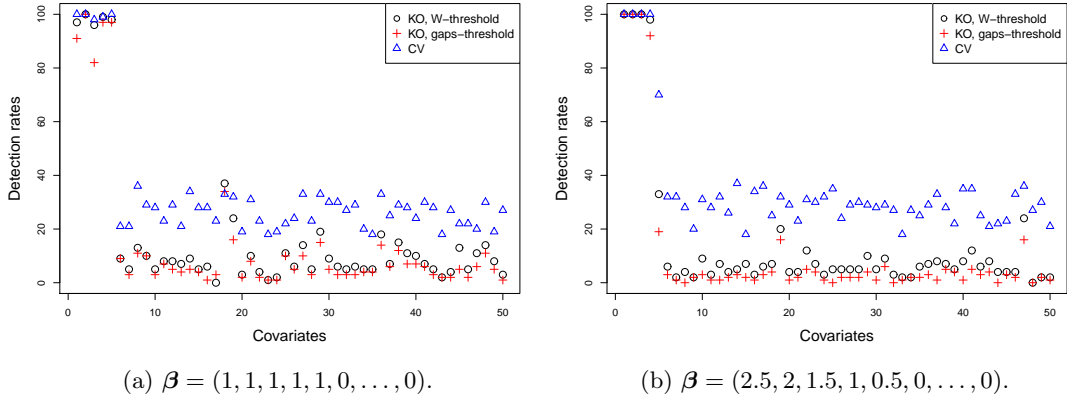 KO, W−threshold
KO, gaps−threshold
CV
Detection rates
0 20 40 60 80 100
0 10 20 30 40 50
Covariates
(a) β = (1, 1, 1, 1, 1, 0, . . . , 0).
KO, W−threshold
KO, gaps−threshold
CV
Detection rates
0 20 40 60 80 100
0 10 20 30 40 50
Covariates
(b) β = (2.5, 2, 1.5, 1, 0.5, 0, . . . , 0).